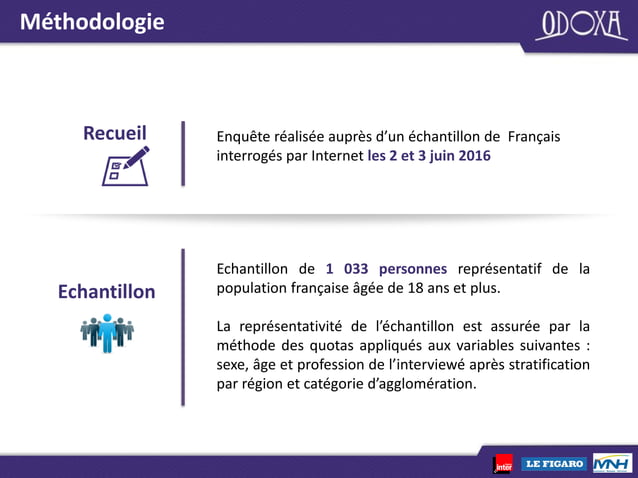 Méthodologie
ODOXA
Recueil
Enquête réalisée auprès d’un échantillon de Français
interrogés par Internet les 2 et 3 juin 2016
Echantillon
Echantillon de 1 033 personnes représentatif de la
population française âgée de 18 ans et plus.
La représentativité de l’échantillon est assurée par la
méthode des quotas appliqués aux variables suivantes :
sexe, âge et profession de l’interviewé après stratification
par région et catégorie d’agglomération.
inter
LE FIGARO
MNH